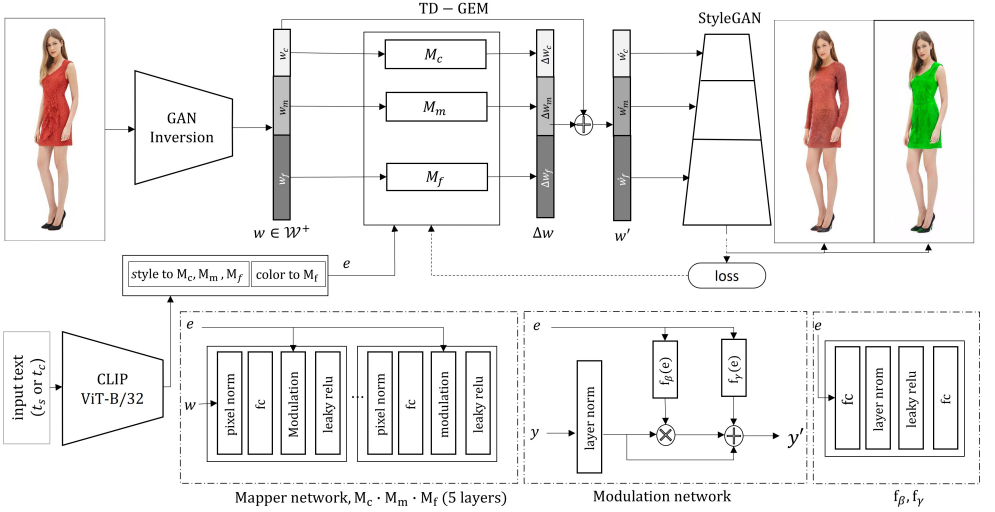 TD − GEM
StyleGAN
GAN
Inversion
w_c
w_m
w_f
M_c
M_m
M_f
Δw_c
Δw_m
Δw_f
ẃ_c
ẃ_m
ẃ_f
w ∈ 𝒲⁺
Δw
w′
style to M_c, M_m , M_f
color to M_f
e
loss
input text
(t_s or t_c)
CLIP
ViT-B/32
e
w
pixel norm
fc
Modulation
leaky relu
...
pixel norm
fc
modulation
leaky relu
Mapper network, M_c · M_m · M_f (5 layers)
e
y
layer norm
f_β(e)
f_γ(e)
y′
Modulation network
e
fc
layer nrom
leaky relu
fc
f_β, f_γ